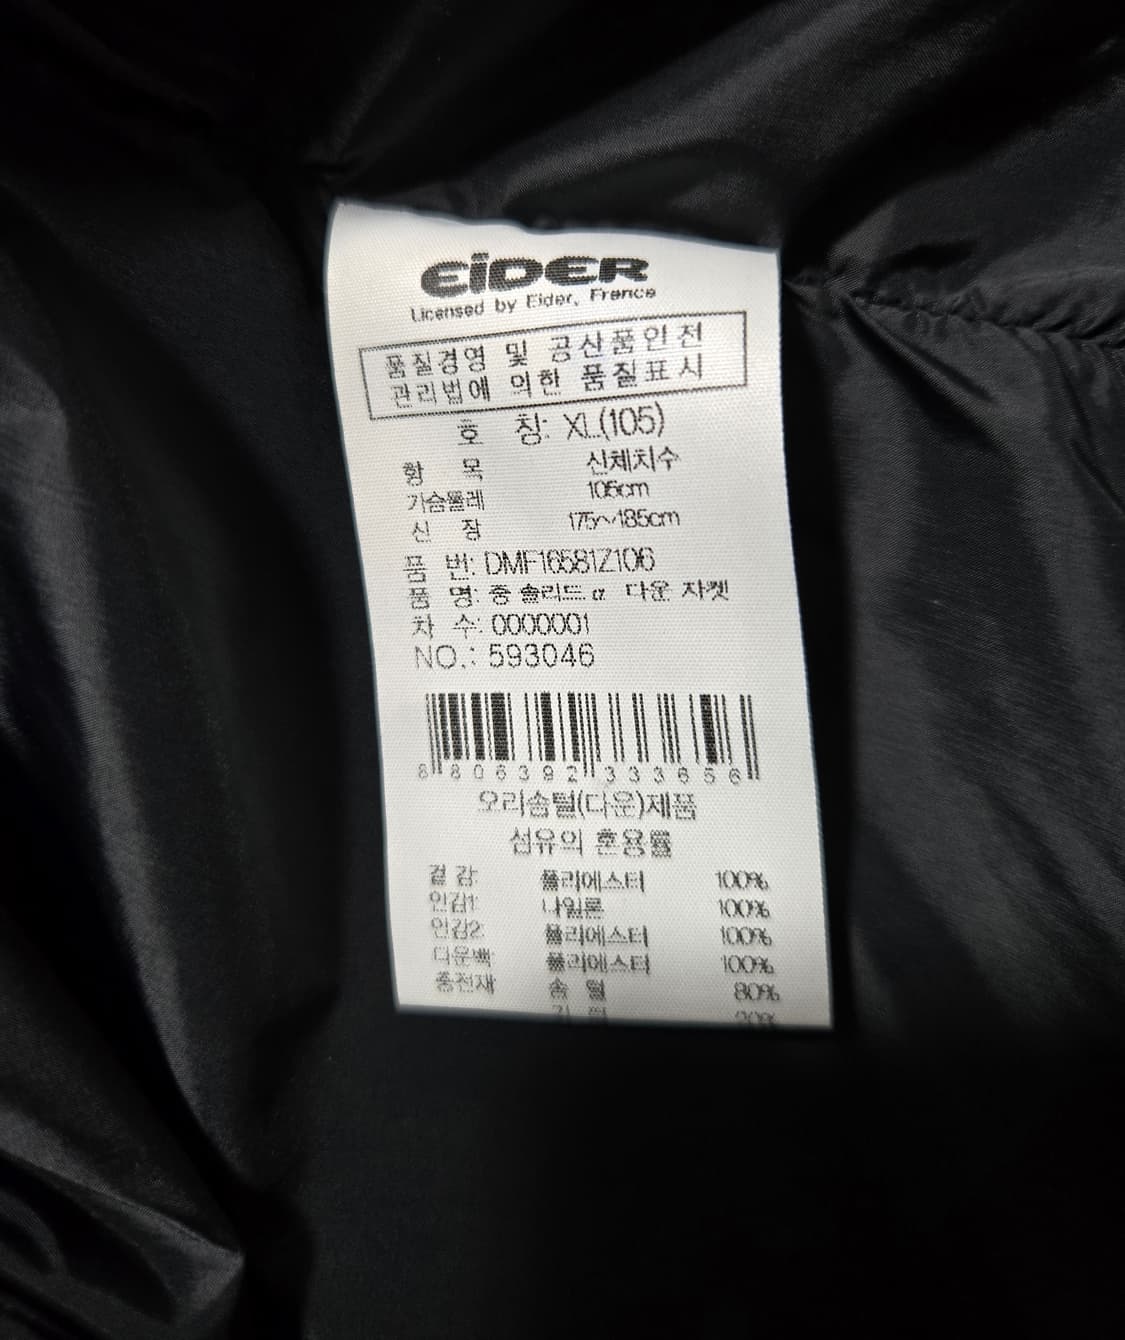 EiDER
Licensed by Eider, France
품질경영 및 공산품안전
관리법에 의한 품질표시
호 칭: XL(105)
항 목 신체치수
가슴둘레 105cm
신 장 175~185cm
품 번: DMF16581Z106
품 명: 중 솔리드 α 다운 자켓
차 수: 0000001
NO.: 593046
8806392333656
오리솜털(다운)제품
섬유의 혼용률
겉 감: 폴리에스터 100%
안감1: 나일론 100%
안감2: 폴리에스터 100%
다운백: 폴리에스터 100%
충전재: 솜 털 80%
20%